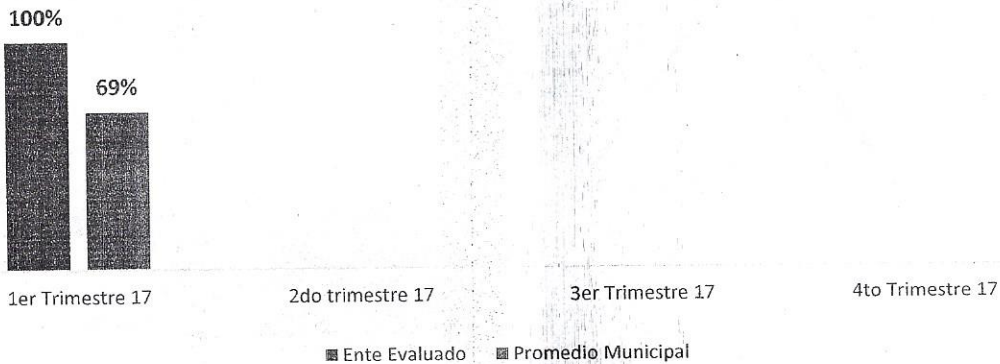 100%
69%
1er Trimestre 17 2do trimestre 17 3er Trimestre 17 4to Trimestre 17
Ente Evaluado Promedio Municipal